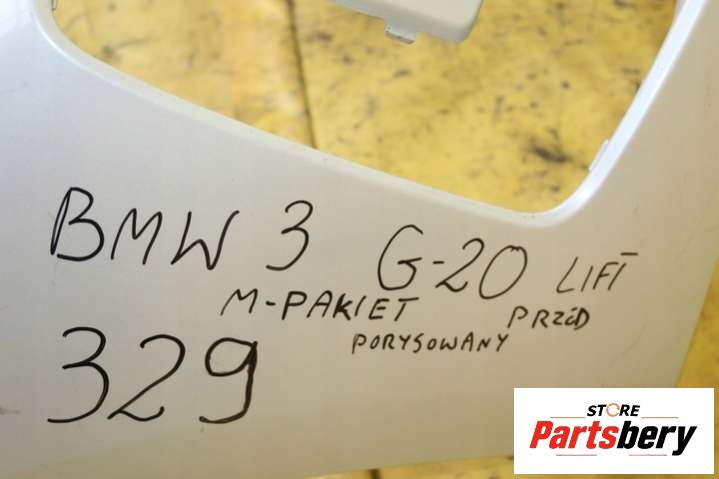 BMW 3 G-20 LIFT
M-PAKIET PRZÓD
PORYSOWANY
329
STORE
Partsbery